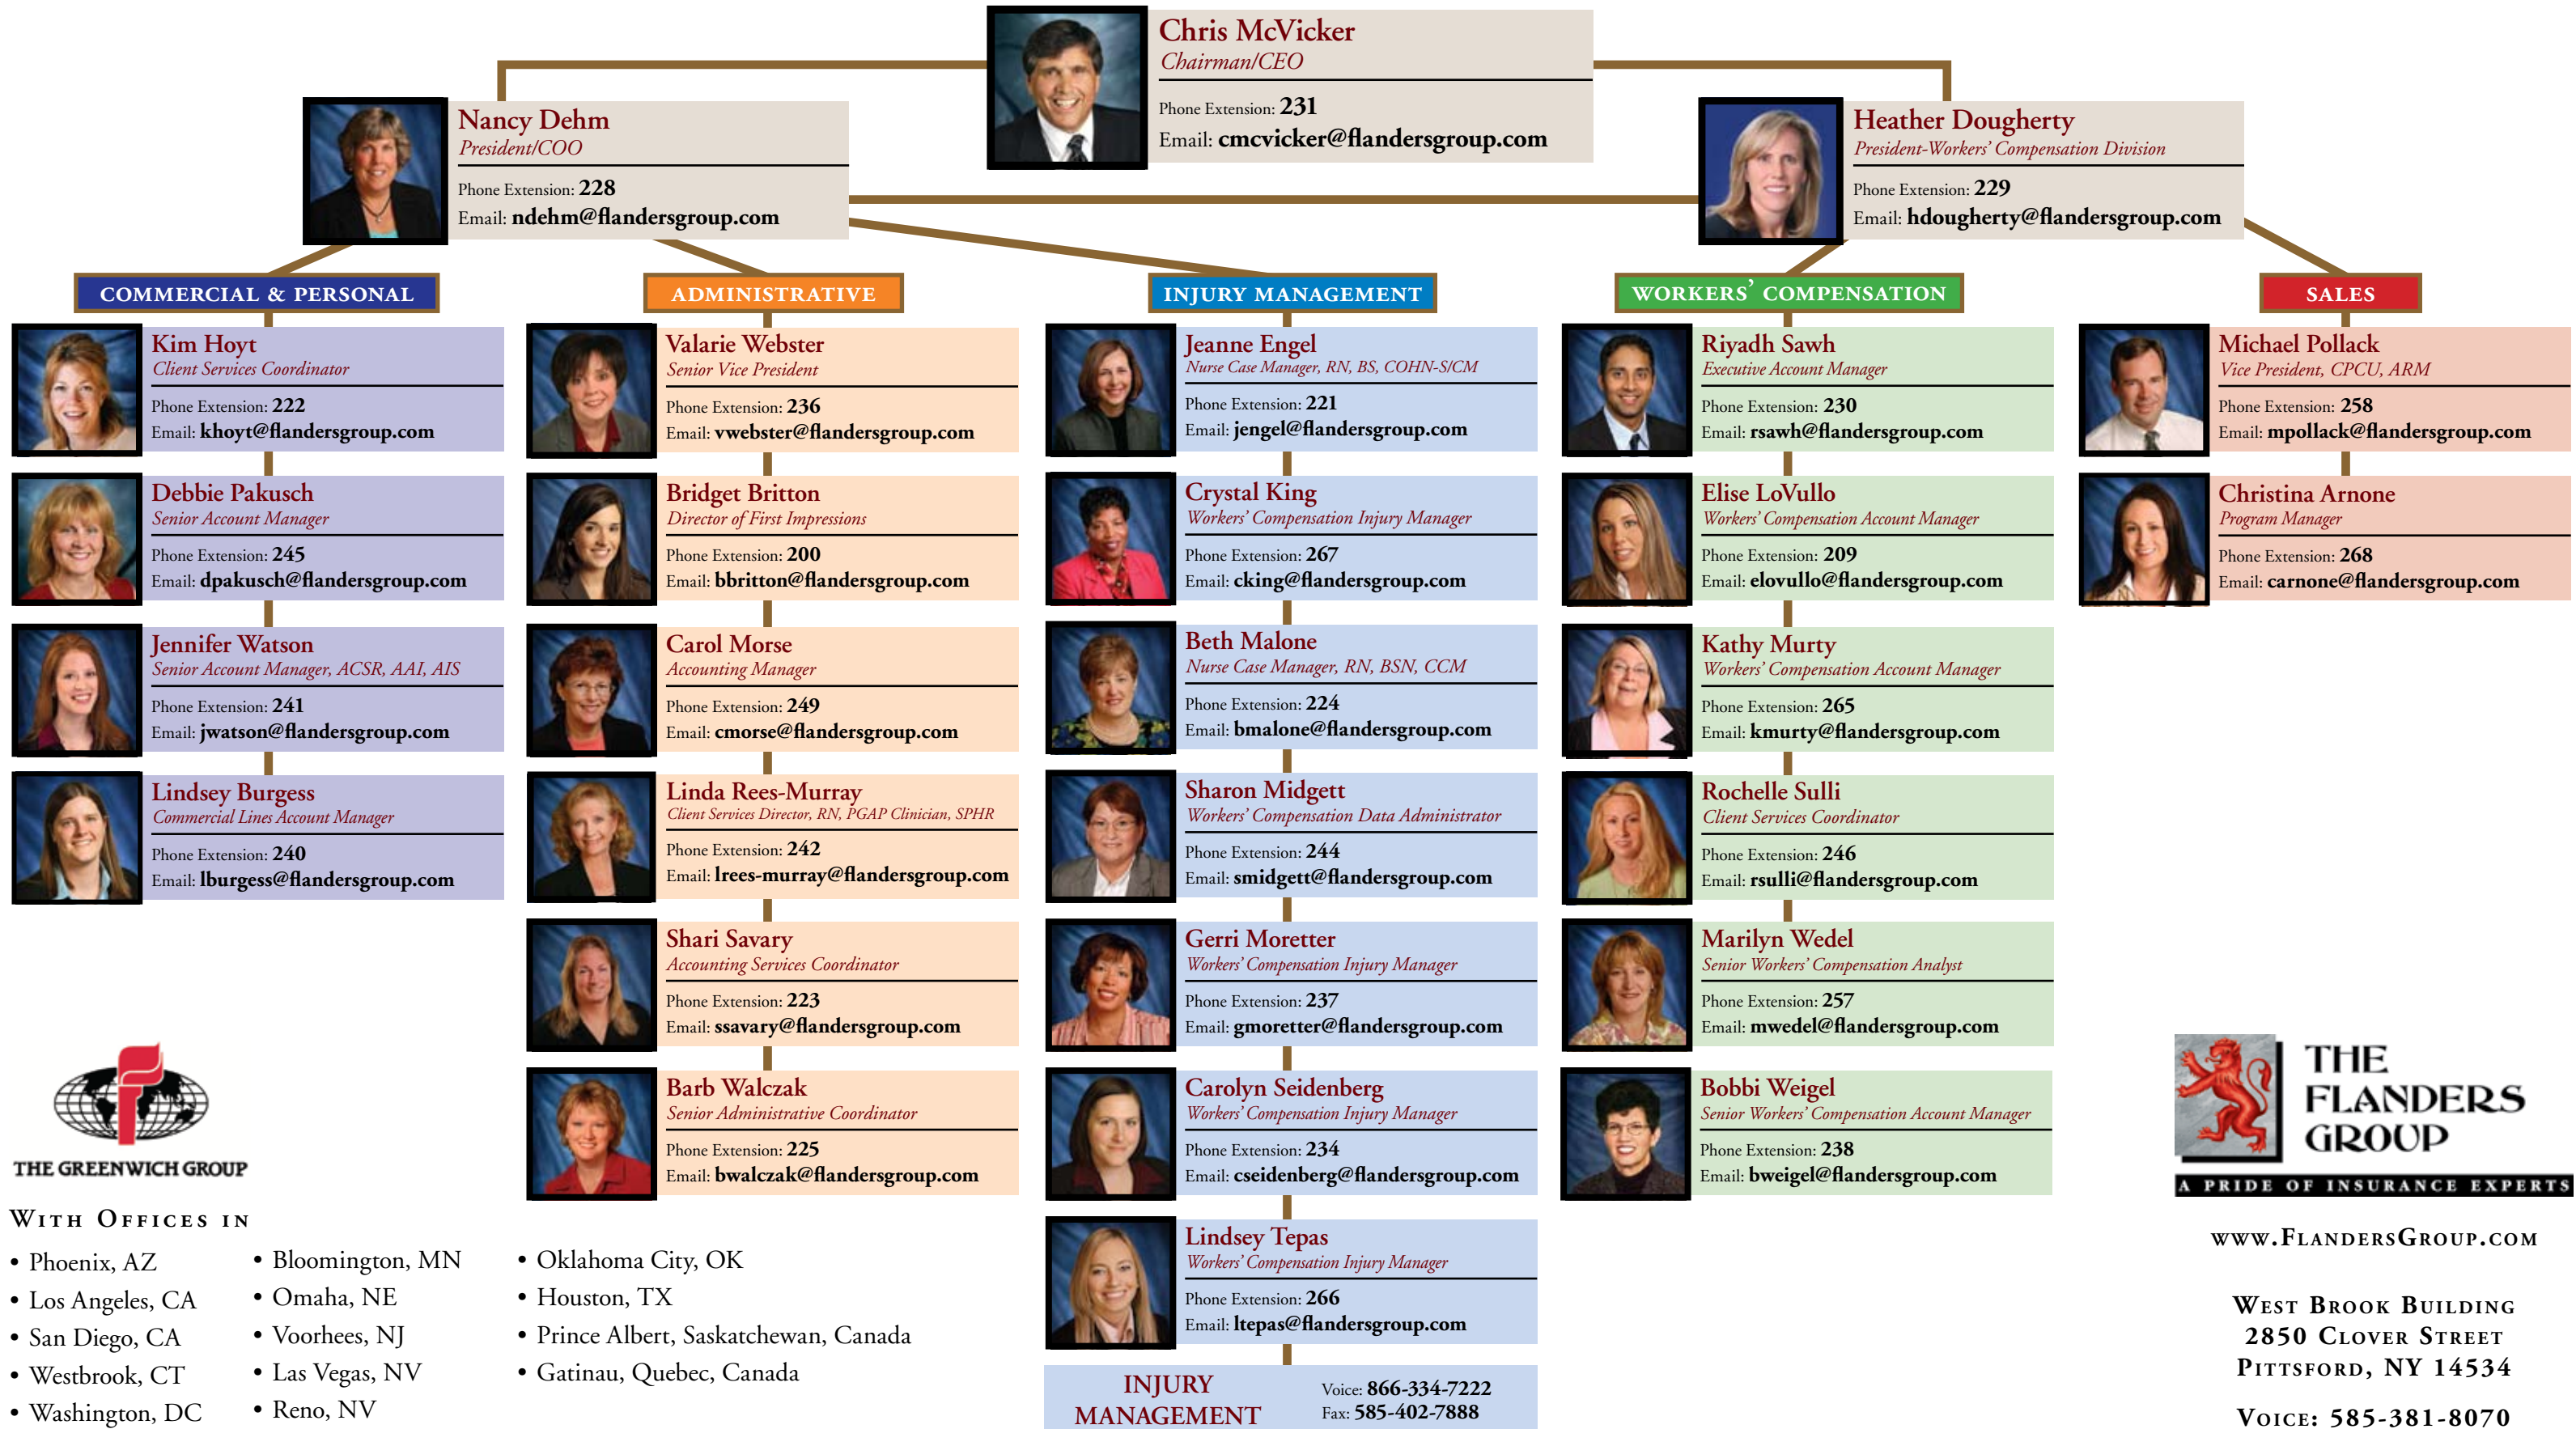 Chris McVicker
Chairman/CEO
Phone Extension: 231
Email: cmcvicker@flandersgroup.com
Nancy Dehm
President/COO
Phone Extension: 228
Email: ndehm@flandersgroup.com
Heather Dougherty
President-Workers' Compensation Division
Phone Extension: 229
Email: hdougherty@flandersgroup.com
COMMERCIAL & PERSONAL
Kim Hoyt
Client Services Coordinator
Phone Extension: 222
Email: khoyt@flandersgroup.com
Debbie Pakusch
Senior Account Manager
Phone Extension: 245
Email: dpakusch@flandersgroup.com
Jennifer Watson
Senior Account Manager, ACSR, AAI, AIS
Phone Extension: 241
Email: jwatson@flandersgroup.com
Lindsey Burgess
Commercial Lines Account Manager
Phone Extension: 240
Email: lburgess@flandersgroup.com
ADMINISTRATIVE
Valarie Webster
Senior Vice President
Phone Extension: 236
Email: vwebster@flandersgroup.com
Bridget Britton
Director of First Impressions
Phone Extension: 200
Email: bbritton@flandersgroup.com
Carol Morse
Accounting Manager
Phone Extension: 249
Email: cmorse@flandersgroup.com
Linda Rees-Murray
Client Services Director, RN, PGAP Clinician, SPHR
Phone Extension: 242
Email: lrees-murray@flandersgroup.com
Shari Savary
Accounting Services Coordinator
Phone Extension: 223
Email: ssavary@flandersgroup.com
Barb Walczak
Senior Administrative Coordinator
Phone Extension: 225
Email: bwalczak@flandersgroup.com
INJURY MANAGEMENT
Jeanne Engel
Nurse Case Manager, RN, BS, COHN-S/CM
Phone Extension: 221
Email: jengel@flandersgroup.com
Crystal King
Workers' Compensation Injury Manager
Phone Extension: 267
Email: cking@flandersgroup.com
Beth Malone
Nurse Case Manager, RN, BSN, CCM
Phone Extension: 224
Email: bmalone@flandersgroup.com
Sharon Midgett
Workers' Compensation Data Administrator
Phone Extension: 244
Email: smidgett@flandersgroup.com
Gerri Moretter
Workers' Compensation Injury Manager
Phone Extension: 237
Email: gmoretter@flandersgroup.com
Carolyn Seidenberg
Workers' Compensation Injury Manager
Phone Extension: 234
Email: cseidenberg@flandersgroup.com
Lindsey Tepas
Workers' Compensation Injury Manager
Phone Extension: 266
Email: ltepas@flandersgroup.com
INJURY
MANAGEMENT
Voice: 866-334-7222
Fax: 585-402-7888
WORKERS' COMPENSATION
Riyadh Sawh
Executive Account Manager
Phone Extension: 230
Email: rsawh@flandersgroup.com
Elise LoVullo
Workers' Compensation Account Manager
Phone Extension: 209
Email: elovullo@flandersgroup.com
Kathy Murty
Workers' Compensation Account Manager
Phone Extension: 265
Email: kmurty@flandersgroup.com
Rochelle Sulli
Client Services Coordinator
Phone Extension: 246
Email: rsulli@flandersgroup.com
Marilyn Wedel
Senior Workers' Compensation Analyst
Phone Extension: 257
Email: mwedel@flandersgroup.com
Bobbi Weigel
Senior Workers' Compensation Account Manager
Phone Extension: 238
Email: bweigel@flandersgroup.com
SALES
Michael Pollack
Vice President, CPCU, ARM
Phone Extension: 258
Email: mpollack@flandersgroup.com
Christina Arnone
Program Manager
Phone Extension: 268
Email: carnone@flandersgroup.com
THE GREENWICH GROUP
WITH OFFICES IN
• Phoenix, AZ
• Los Angeles, CA
• San Diego, CA
• Westbrook, CT
• Washington, DC
• Bloomington, MN
• Omaha, NE
• Voorhees, NJ
• Las Vegas, NV
• Reno, NV
• Oklahoma City, OK
• Houston, TX
• Prince Albert, Saskatchewan, Canada
• Gatinau, Quebec, Canada
THE
FLANDERS
GROUP
A PRIDE OF INSURANCE EXPERTS
WWW.FLANDERSGROUP.COM
WEST BROOK BUILDING
2850 CLOVER STREET
PITTSFORD, NY 14534
VOICE: 585-381-8070